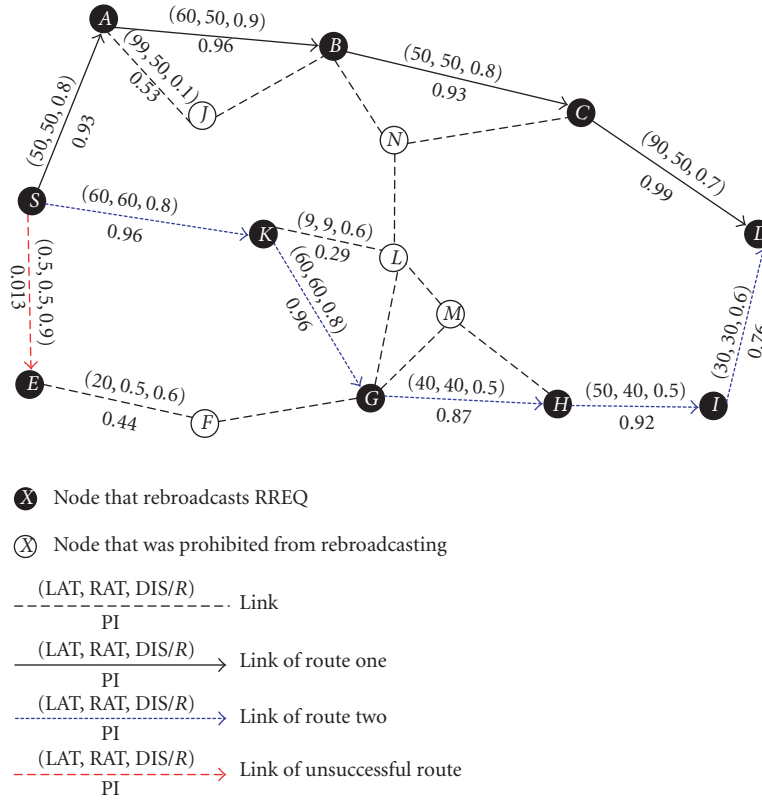 A
(60, 50, 0.9)
0.96
B
(50, 50, 0.8)
0.93
C
(99, 50, 0.1)
0.53
J
N
(50, 50, 0.8)
0.93
(90, 50, 0.7)
0.99
S
(60, 60, 0.8)
0.96
K
(9, 9, 0.6)
0.29
L
D
(0.5, 0.5, 0.9)
0.013
(60, 60, 0.8)
0.96
M
(30, 30, 0.6)
0.76
E
(20, 0.5, 0.6)
0.44
F
G
(40, 40, 0.5)
0.87
H
(50, 40, 0.5)
0.92
I
X Node that rebroadcasts RREQ
X Node that was prohibited from rebroadcasting
(LAT, RAT, DIS/R)
PI
Link
(LAT, RAT, DIS/R)
PI
Link of route one
(LAT, RAT, DIS/R)
PI
Link of route two
(LAT, RAT, DIS/R)
PI
Link of unsuccessful route